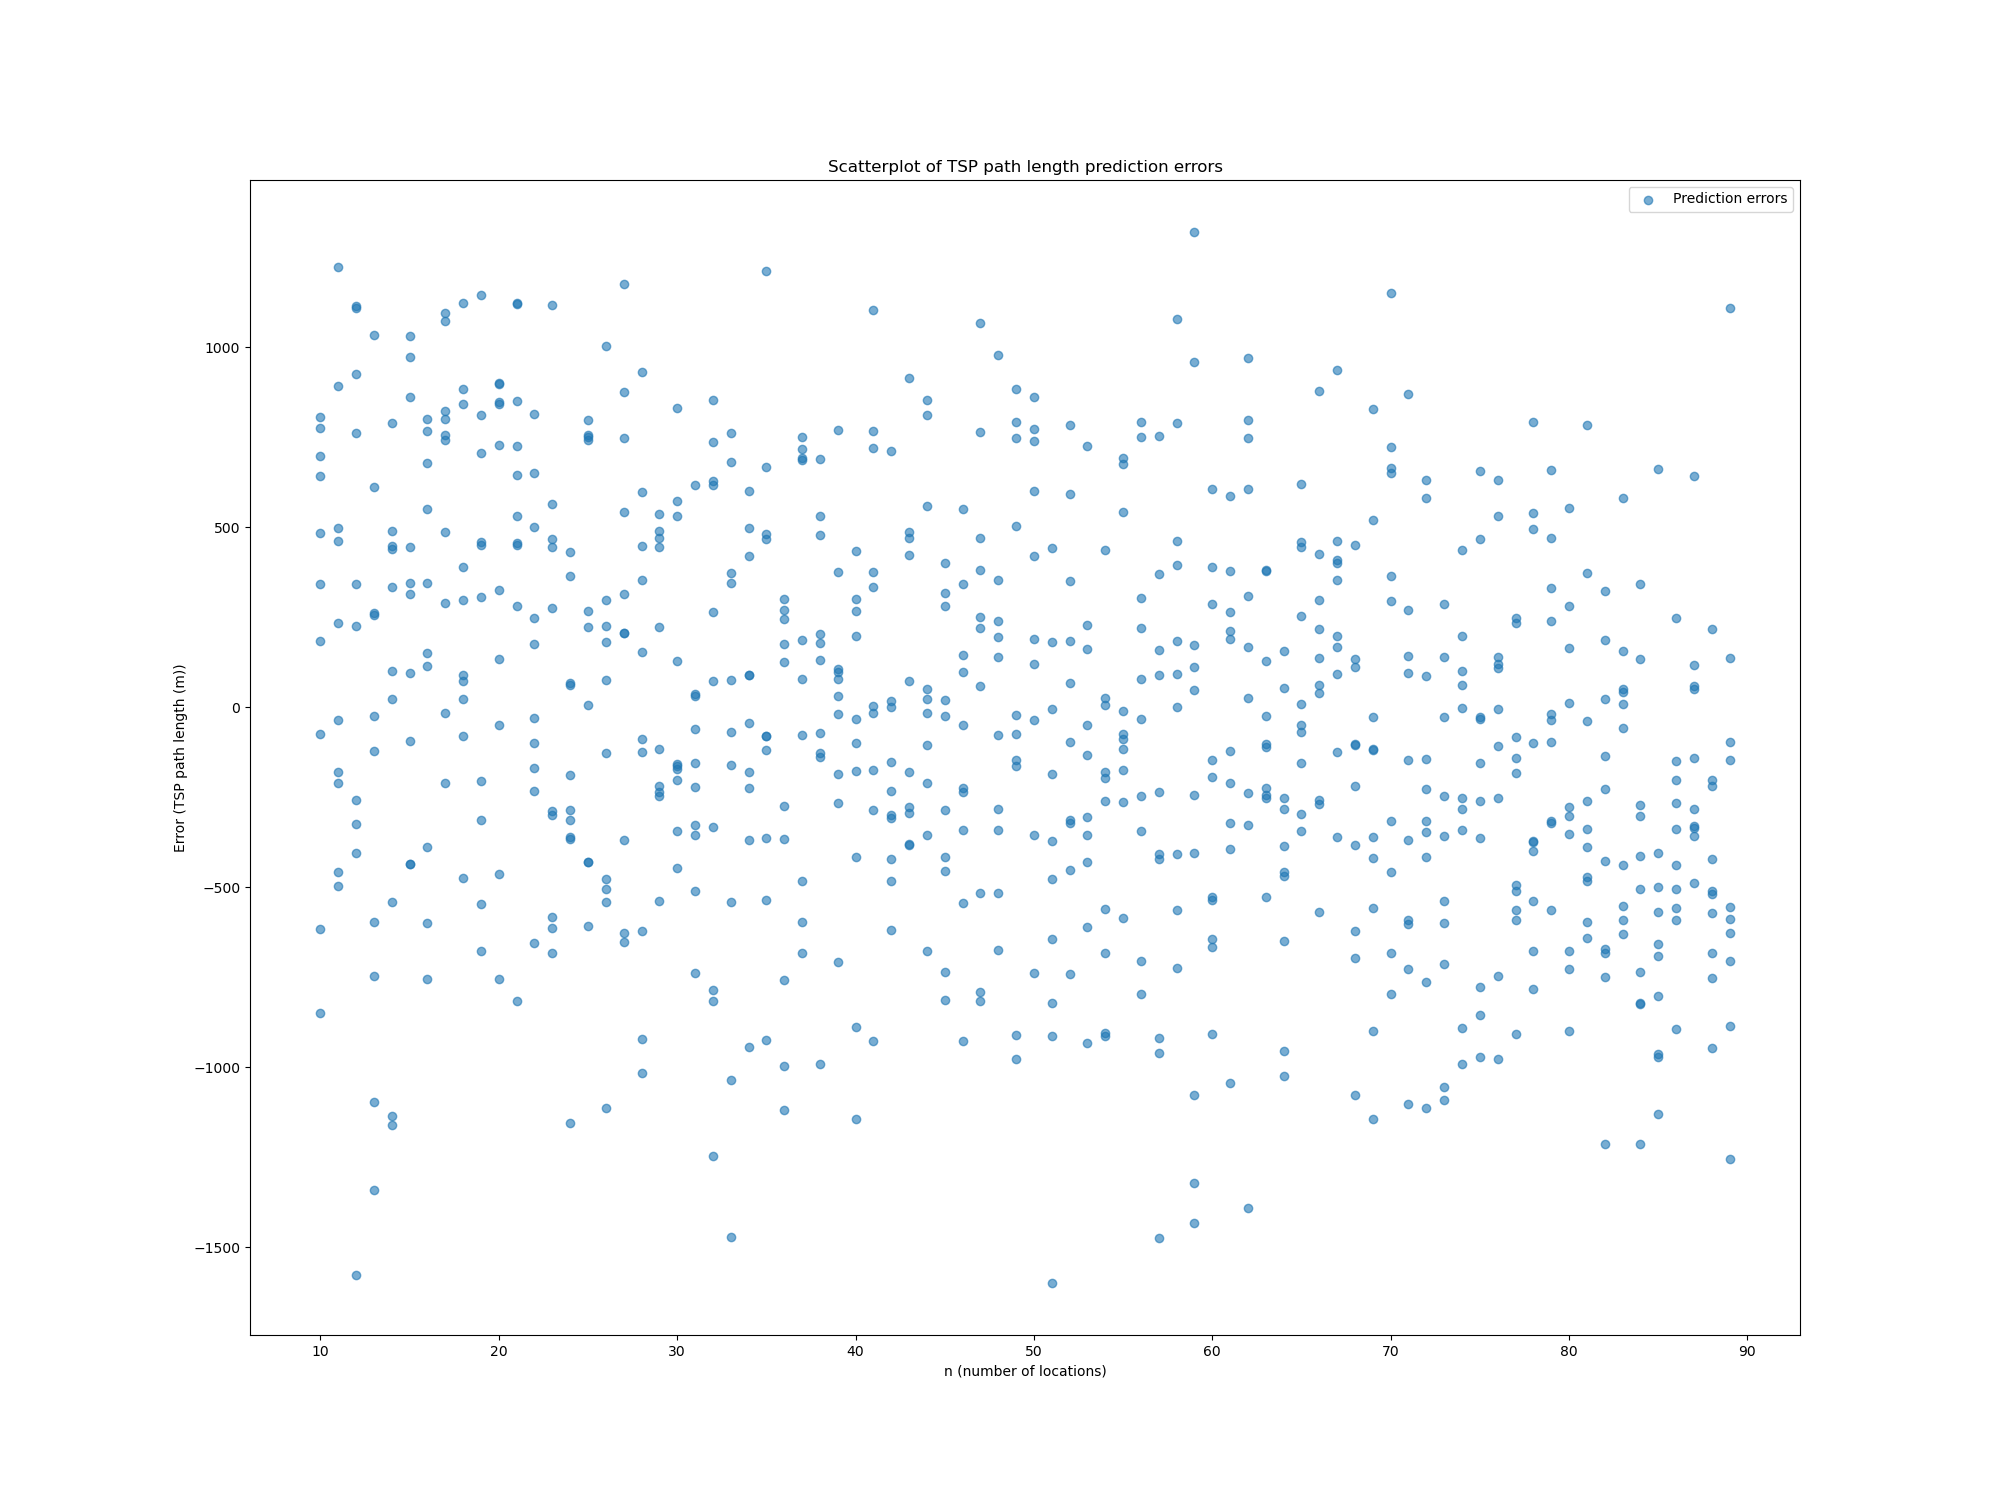 Scatterplot of TSP path length prediction errors
Prediction errors
1000
500
0
−500
−1000
−1500
Error (TSP path length (m))
10 20 30 40 50 60 70 80 90
n (number of locations)